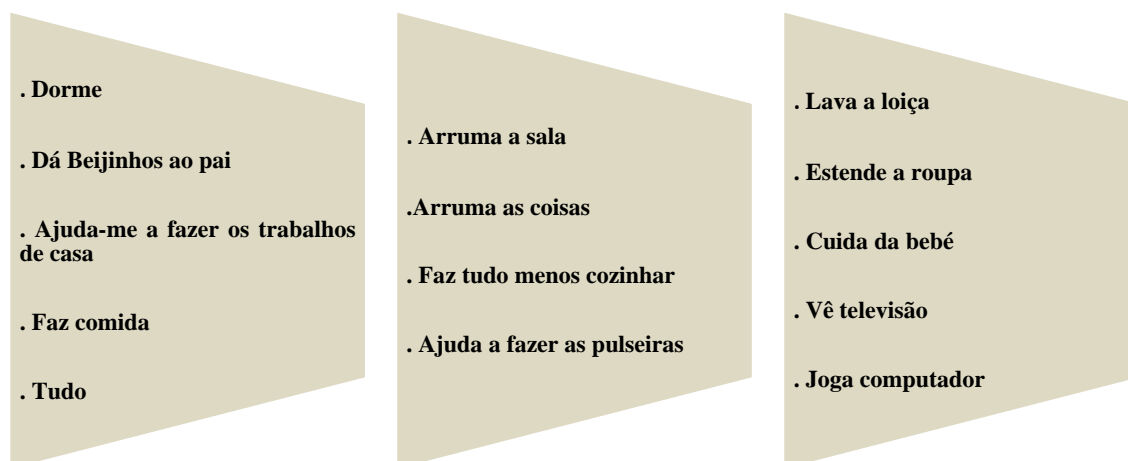 . Dorme
. Dá Beijinhos ao pai
. Ajuda-me a fazer os trabalhos
de casa
. Faz comida
. Tudo
. Arruma a sala
.Arruma as coisas
. Faz tudo menos cozinhar
. Ajuda a fazer as pulseiras
. Lava a loiça
. Estende a roupa
. Cuida da bebé
. Vê televisão
. Joga computador